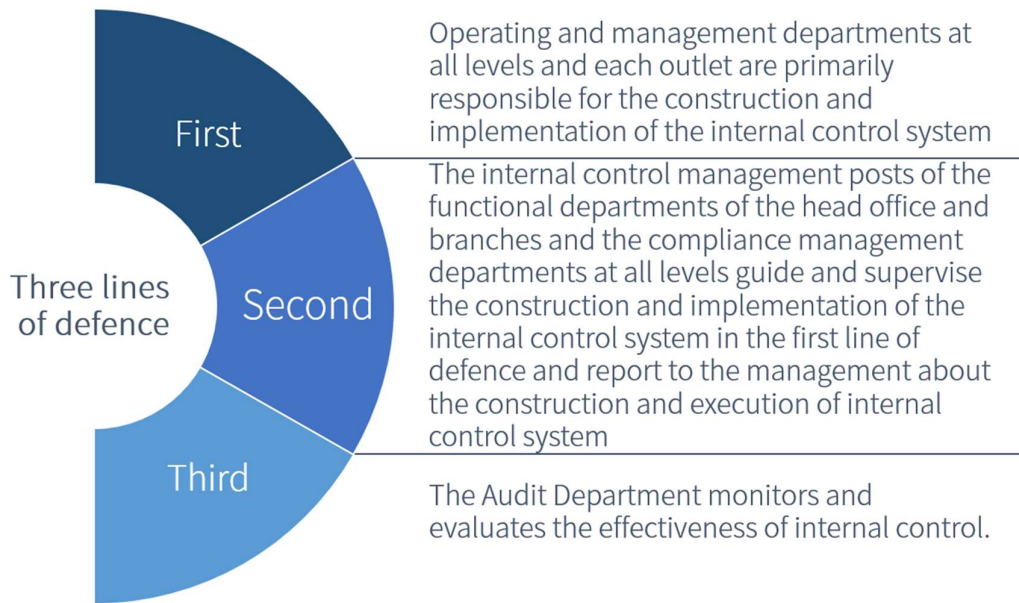 Three lines
of defence
First
Operating and management departments at
all levels and each outlet are primarily
responsible for the construction and
implementation of the internal control system
Second
The internal control management posts of the
functional departments of the head office and
branches and the compliance management
departments at all levels guide and supervise
the construction and implementation of the
internal control system in the first line of
defence and report to the management about
the construction and execution of internal
control system
Third
The Audit Department monitors and
evaluates the effectiveness of internal control.